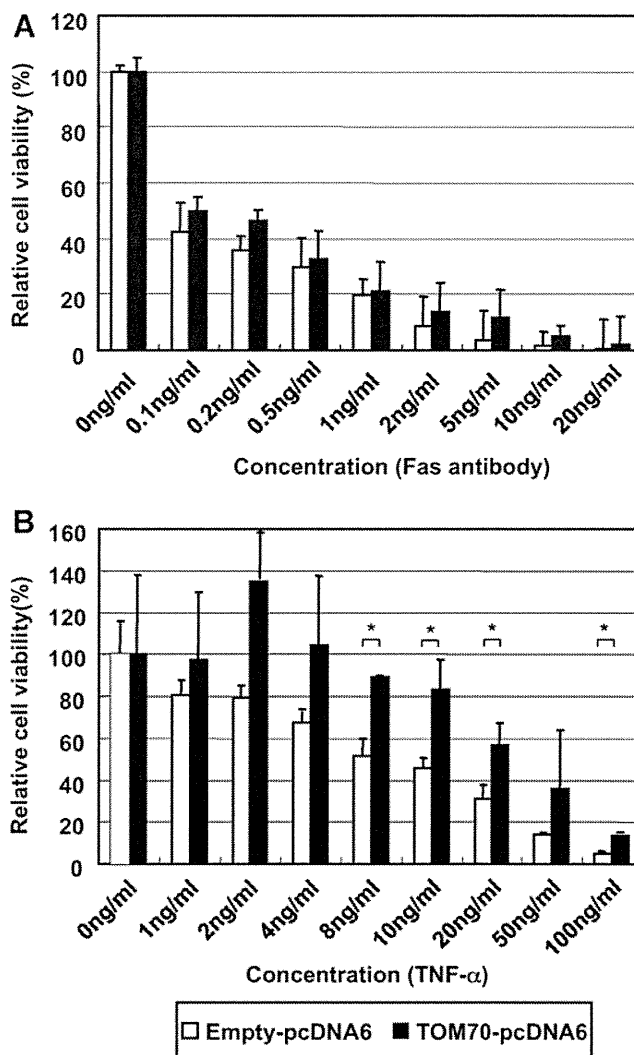 A
120
100
80
60
40
20
0
Relative cell viability (%)
0ng/ml
0.1ng/ml
0.2ng/ml
0.5ng/ml
1ng/ml
2ng/ml
5ng/ml
10ng/ml
20ng/ml
Concentration (Fas antibody)
B
160
140
120
100
80
60
40
20
0
Relative cell viability(%)
* * * *
0ng/ml
1ng/ml
2ng/ml
4ng/ml
8ng/ml
10ng/ml
20ng/ml
50ng/ml
100ng/ml
Concentration (TNF-α)
Empty-pcDNA6 TOM70-pcDNA6